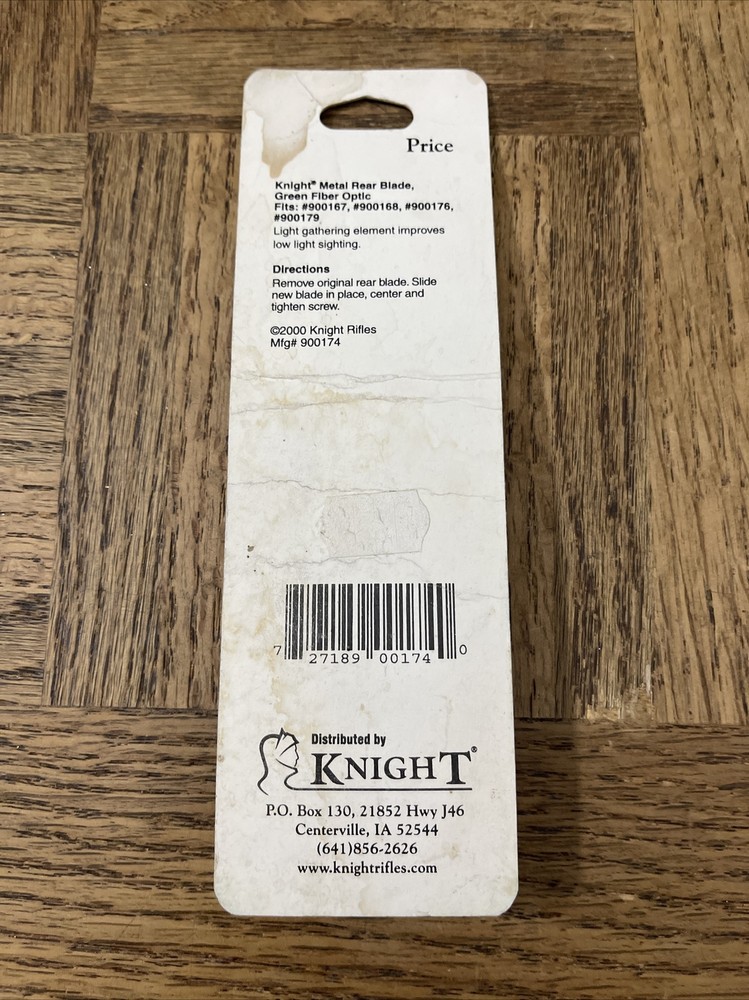 Price
Knight® Metal Rear Blade,
Green Fiber Optic
Fits: #900167, #900168, #900176,
#900179
Light gathering element improves
low light sighting.
Directions
Remove original rear blade. Slide
new blade in place, center and
tighten screw.
©2000 Knight Rifles
Mfg# 900174
7 27189 00174 0
Distributed by
KNIGHT®
P.O. Box 130, 21852 Hwy J46
Centerville, IA 52544
(641)856-2626
www.knightrifles.com